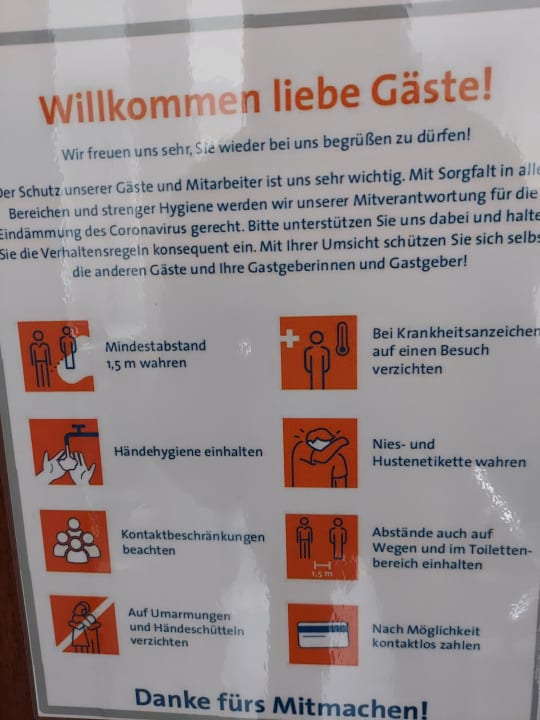 Willkommen liebe Gäste!
Wir freuen uns sehr, Sie wieder bei uns begrüßen zu dürfen!
Der Schutz unserer Gäste und Mitarbeiter ist uns sehr wichtig. Mit Sorgfalt in alle
Bereichen und strenger Hygiene werden wir unserer Mitverantwortung für die
Eindämmung des Coronavirus gerecht. Bitte unterstützen Sie uns dabei und halte
Sie die Verhaltensregeln konsequent ein. Mit Ihrer Umsicht schützen Sie sich selbs
die anderen Gäste und Ihre Gastgeberinnen und Gastgeber!
Mindestabstand
1,5 m wahren
Bei Krankheitsanzeichen
auf einen Besuch
verzichten
Händehygiene einhalten
Nies- und
Hustenetikette wahren
Kontaktbeschränkungen
beachten
Abstände auch auf
Wegen und im Toiletten-
bereich einhalten
1,5 m
Auf Umarmungen
und Händeschütteln
verzichten
Nach Möglichkeit
kontaktlos zahlen
Danke fürs Mitmachen!